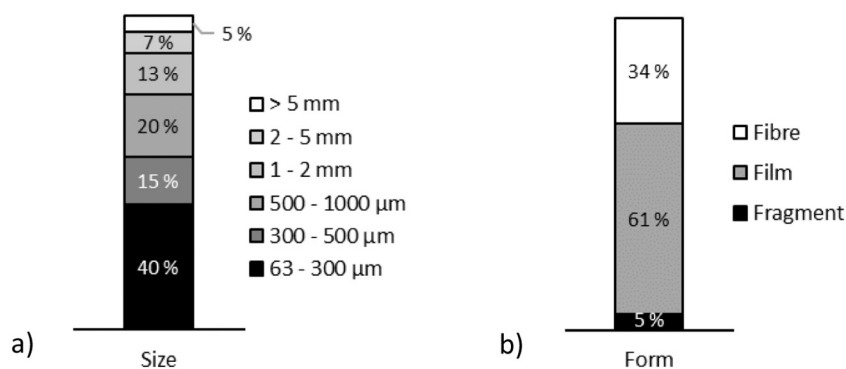 5 %
7 %
13 %
20 %
15 %
40 %
> 5 mm
2 - 5 mm
1 - 2 mm
500 - 1000 µm
300 - 500 µm
63 - 300 µm
a)
Size
34 %
61 %
5 %
Fibre
Film
Fragment
b)
Form